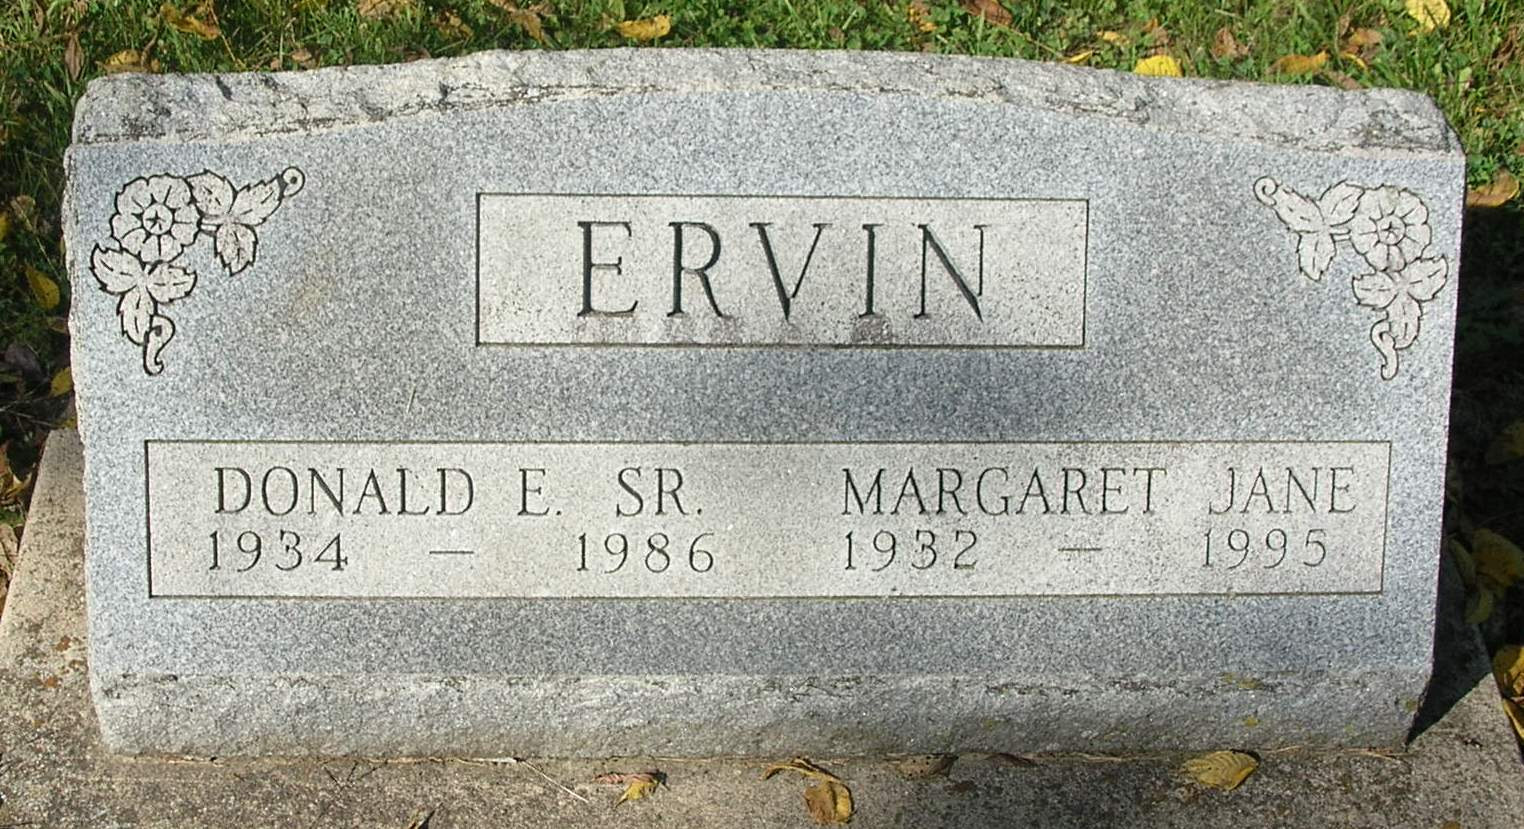 ERVIN
DONALD E. SR. MARGARET JANE
1934 — 1986 1932 — 1995